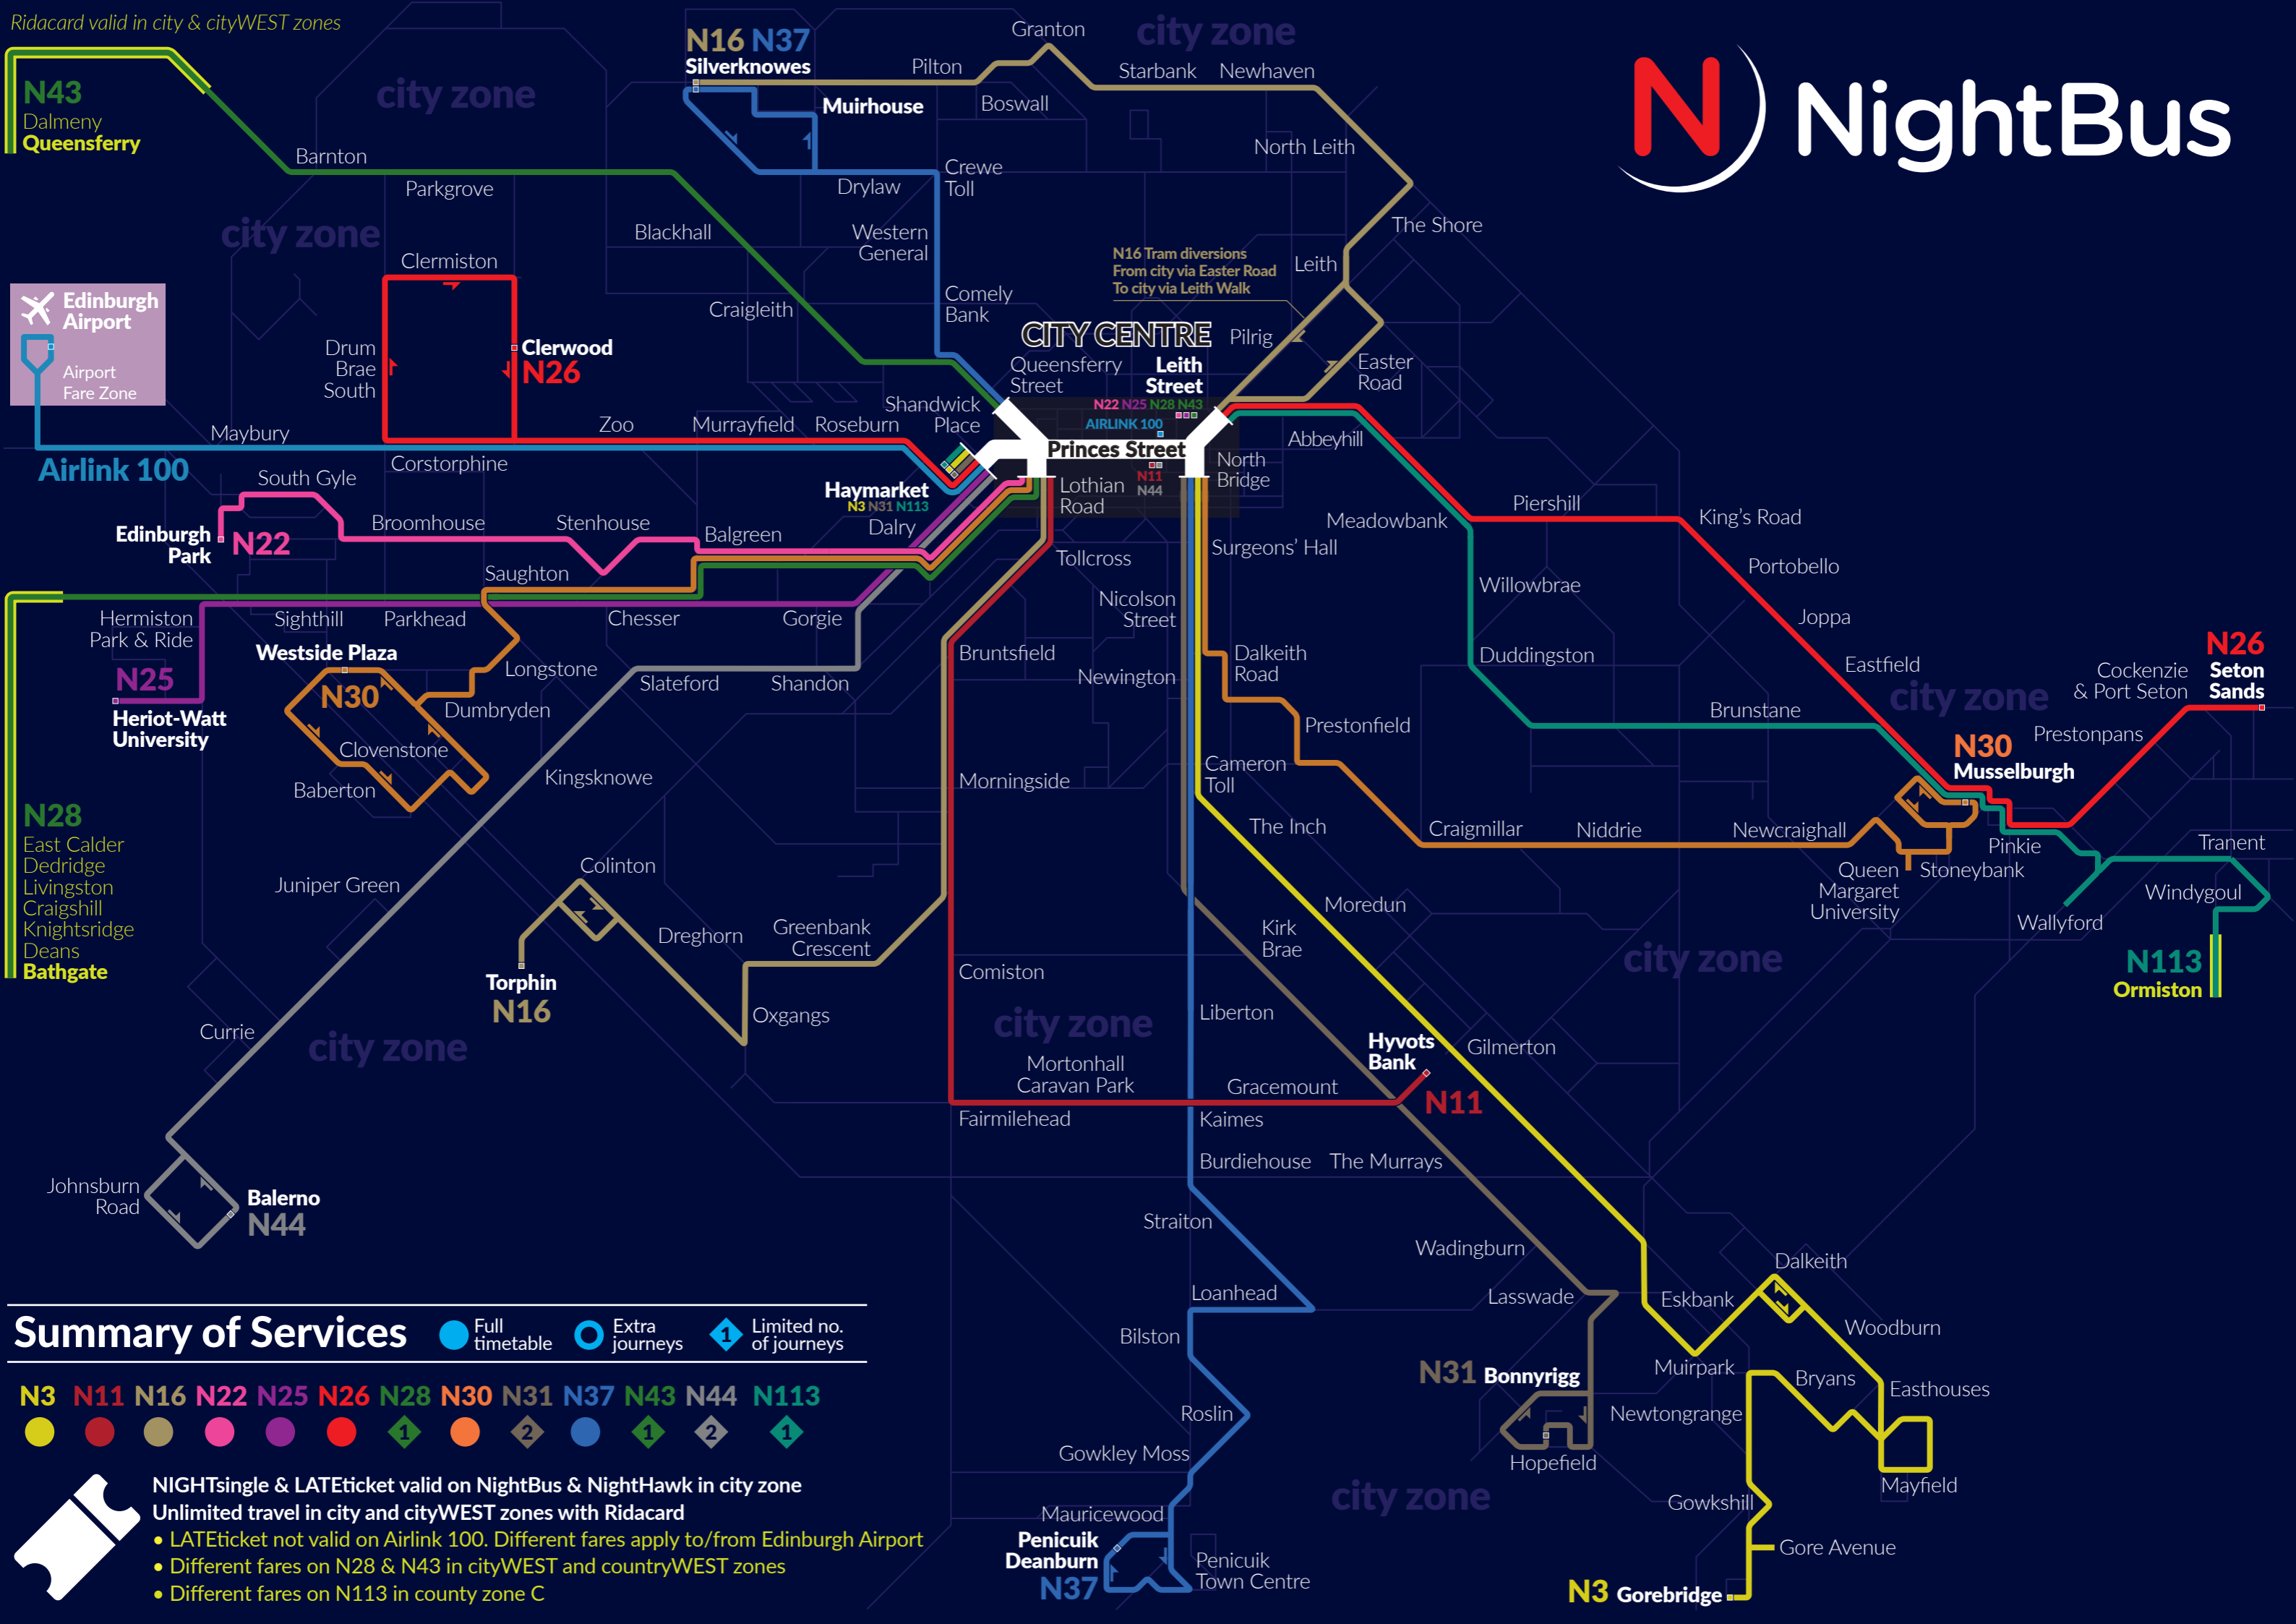 Ridacard valid in city & cityWEST zones
N43
Dalmeny
Queensferry
city zone
Barnton
Parkgrove
city zone
Blackhall
Craigleith
N16 N37
Silverknowes
Muirhouse
Pilton
Granton
Boswall
Starbank
Newhaven
city zone
North Leith
The Shore
Leith
Drylaw
Crewe
Toll
Western
General
Comely
Bank
N16 Tram diversions
From city via Easter Road
To city via Leith Walk
Pilrig
Easter
Road
N NightBus
Edinburgh
Airport
Airport
Fare Zone
Clermiston
Drum
Brae
South
Clerwood
N26
Maybury
Airlink 100
Corstorphine
Zoo
Murrayfield
Roseburn
CITY CENTRE
Queensferry
Street
Leith
Street
N22 N25 N28 N43
AIRLINK 100
Shandwick
Place
Princes Street
N11
N44
North
Bridge
Lothian
Road
Haymarket
N3 N31 N113
Dalry
Abbeyhill
South Gyle
Edinburgh
Park
N22
Broomhouse
Stenhouse
Balgreen
Saughton
Hermiston
Park & Ride
Sighthill
Parkhead
Chesser
Gorgie
N25
Heriot-Watt
University
Westside Plaza
N30
Longstone
Dumbryden
Clovenstone
Baberton
Slateford
Shandon
Kingsknowe
Juniper Green
Currie
city zone
Johnsburn
Road
Balerno
N44
N28
East Calder
Dedridge
Livingston
Craigshill
Knightsridge
Deans
Bathgate
Tollcross
Bruntsfield
Morningside
Comiston
Fairmilehead
Colinton
Torphin
N16
Dreghorn
Greenbank
Crescent
Oxgangs
city zone
Mortonhall
Caravan Park
Gracemount
Hyvots
Bank
N11
Surgeons' Hall
Nicolson
Street
Newington
Cameron
Toll
The Inch
Moredun
Kirk
Brae
Liberton
Gilmerton
Kaimes
Burdiehouse
The Murrays
Straiton
Loanhead
Bilston
Roslin
Gowkley Moss
Mauricewood
Penicuik
Deanburn
N37
Penicuik
Town Centre
Meadowbank
Piershill
King's Road
Portobello
Joppa
Eastfield
Willowbrae
Duddingston
Brunstane
Dalkeith
Road
Prestonfield
Craigmillar
Niddrie
Newcraighall
Queen
Margaret
University
Stoneybank
city zone
N30
Musselburgh
Pinkie
Prestonpans
Cockenzie
& Port Seton
N26
Seton
Sands
Tranent
Windygoul
Wallyford
N113
Ormiston
city zone
Wadingburn
Lasswade
N31 Bonnyrigg
Hopefield
city zone
Eskbank
Dalkeith
Woodburn
Muirpark
Bryans
Easthouses
Newtongrange
Mayfield
Gowkshill
Gore Avenue
N3 Gorebridge
Summary of Services
Full
timetable
Extra
journeys
1
Limited no.
of journeys
N3 N11 N16 N22 N25 N26 N28 N30 N31 N37 N43 N44 N113
1 2 1 2 1
NIGHTsingle & LATEticket valid on NightBus & NightHawk in city zone
Unlimited travel in city and cityWEST zones with Ridacard
• LATEticket not valid on Airlink 100. Different fares apply to/from Edinburgh Airport
• Different fares on N28 & N43 in cityWEST and countryWEST zones
• Different fares on N113 in county zone C